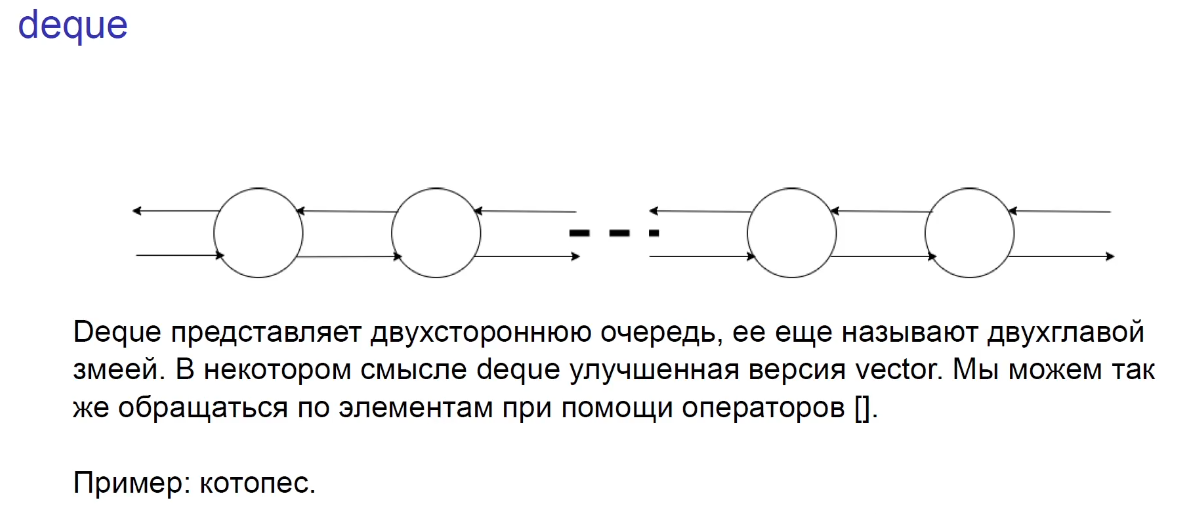 deque
Deque представляет двухстороннюю очередь, ее еще называют двухглавой
змеей. В некотором смысле deque улучшенная версия vector. Мы можем так
же обращаться по элементам при помощи операторов [].
Пример: котопес.